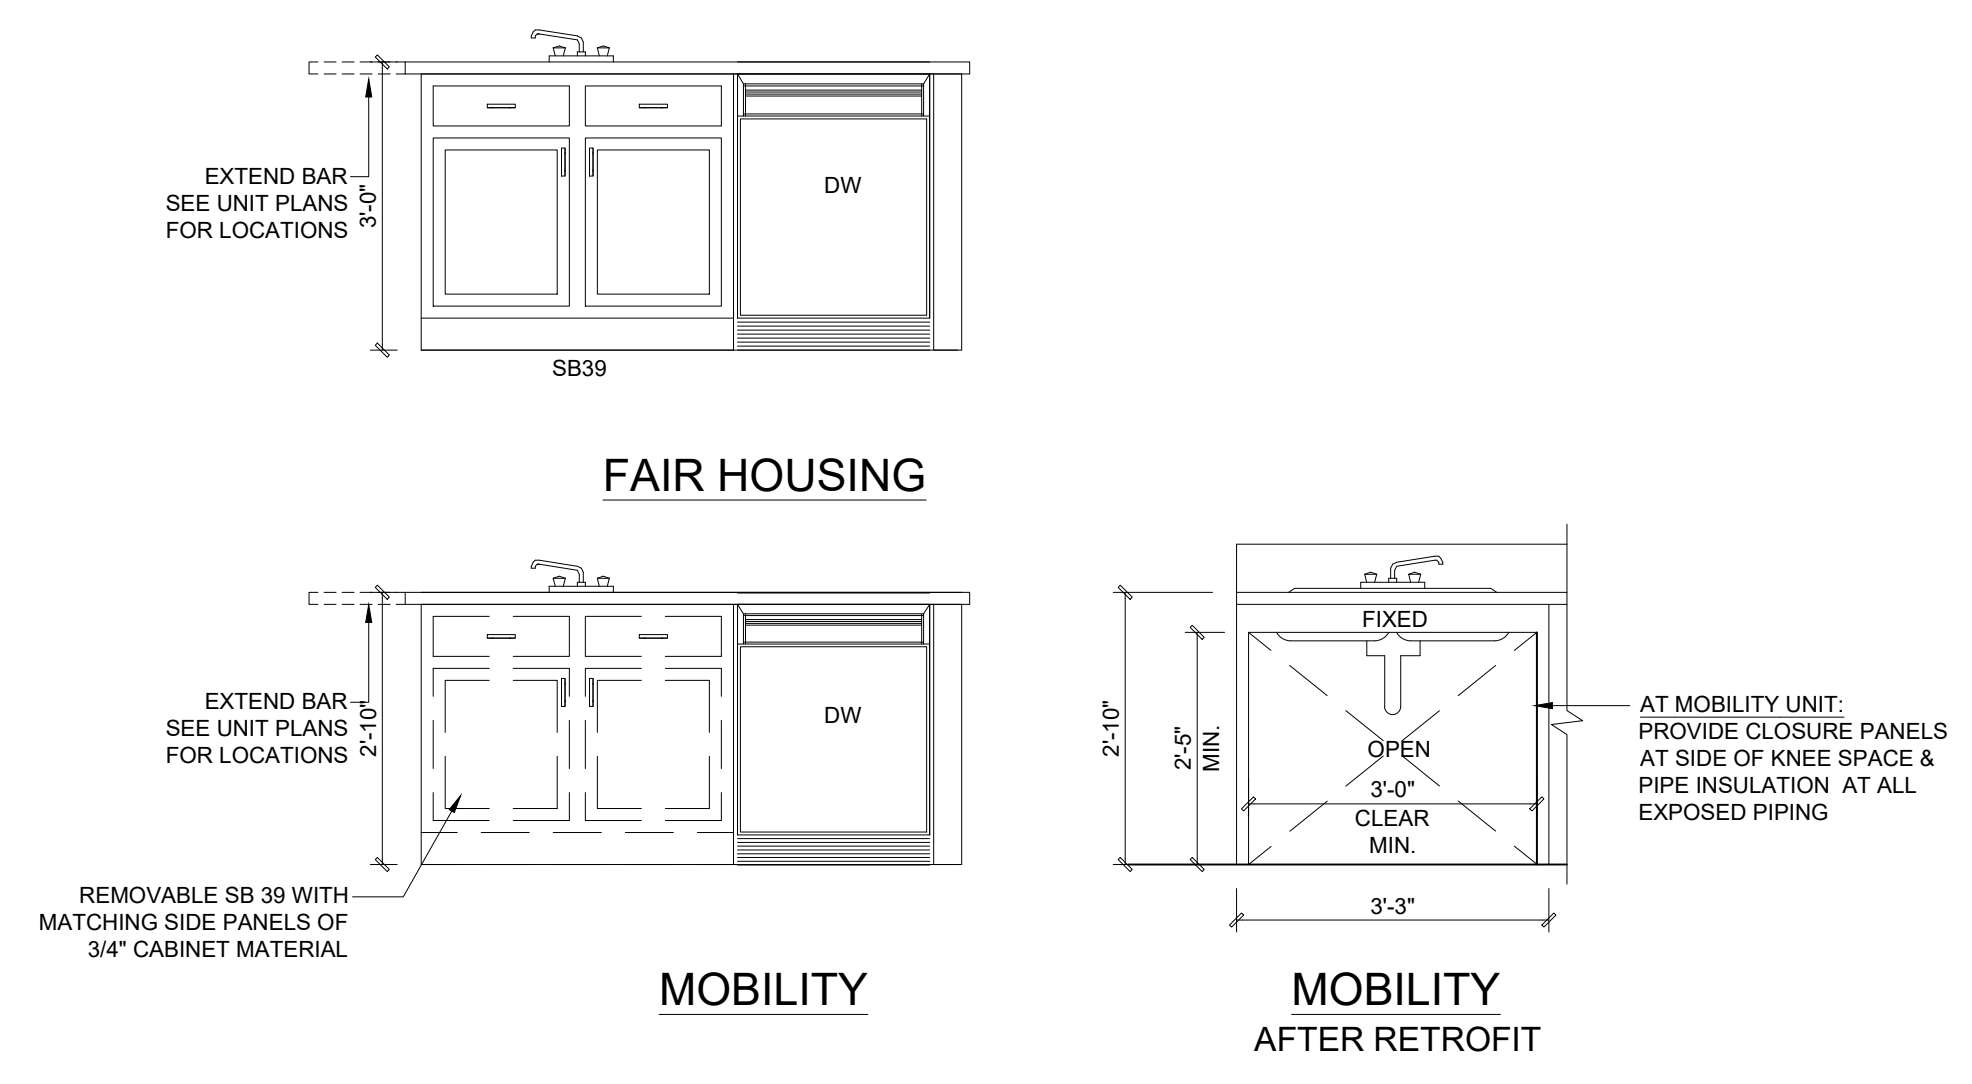 EXTEND BAR
SEE UNIT PLANS
FOR LOCATIONS
3'-0"
DW
SB39
FAIR HOUSING
EXTEND BAR
SEE UNIT PLANS
FOR LOCATIONS
2'-10"
DW
REMOVABLE SB 39 WITH
MATCHING SIDE PANELS OF
3/4" CABINET MATERIAL
MOBILITY
2'-10"
2'-5"
MIN.
FIXED
OPEN
3'-0"
CLEAR
MIN.
3'-3"
AT MOBILITY UNIT:
PROVIDE CLOSURE PANELS
AT SIDE OF KNEE SPACE &
PIPE INSULATION AT ALL
EXPOSED PIPING
MOBILITY
AFTER RETROFIT